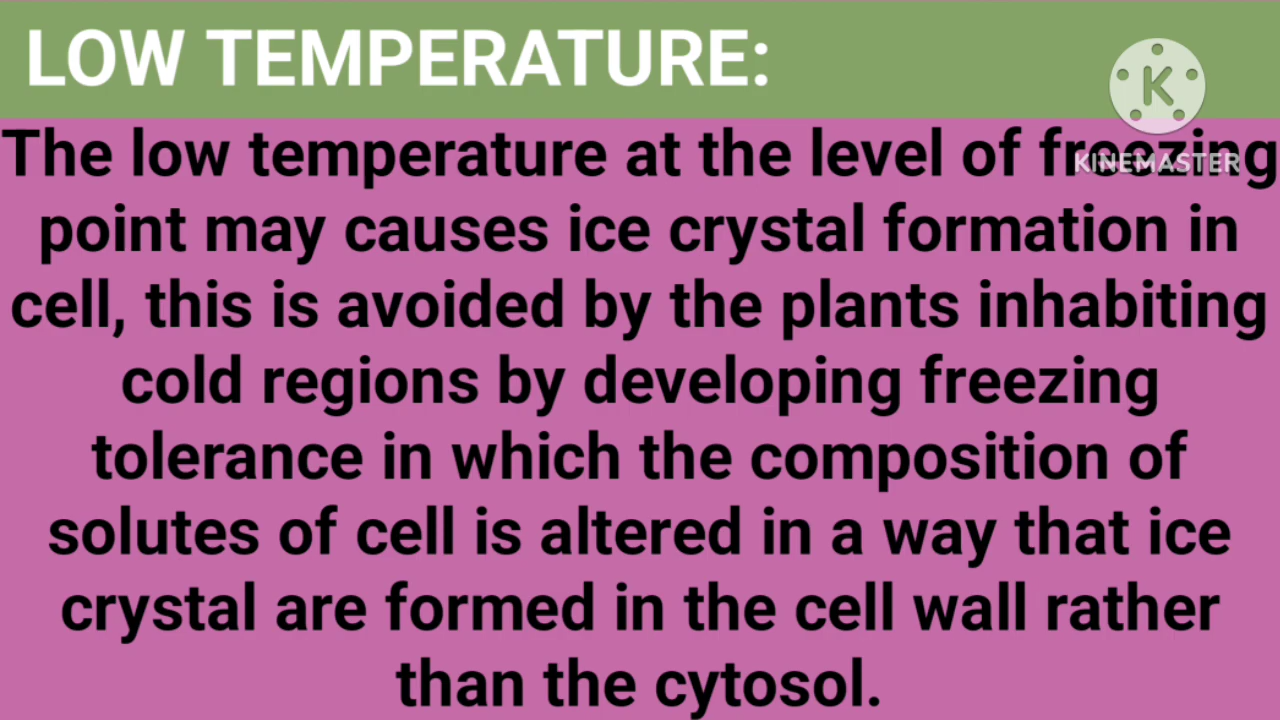 LOW TEMPERATURE:
K
KINEMASTER
The low temperature at the level of freezing
point may causes ice crystal formation in
cell, this is avoided by the plants inhabiting
cold regions by developing freezing
tolerance in which the composition of
solutes of cell is altered in a way that ice
crystal are formed in the cell wall rather
than the cytosol.